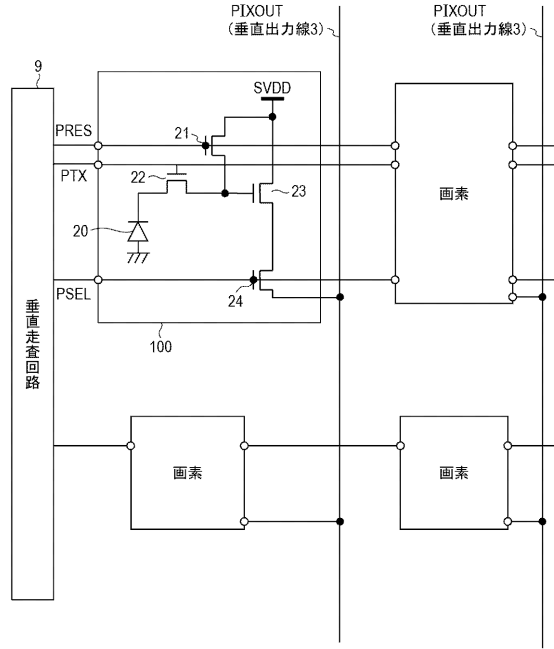 PIXOUT
(垂直出力線3)
PIXOUT
(垂直出力線3)
9
SVDD
PRES
21
PTX
22
23
画素
20
PSEL
24
100
垂直走査回路
画素
画素